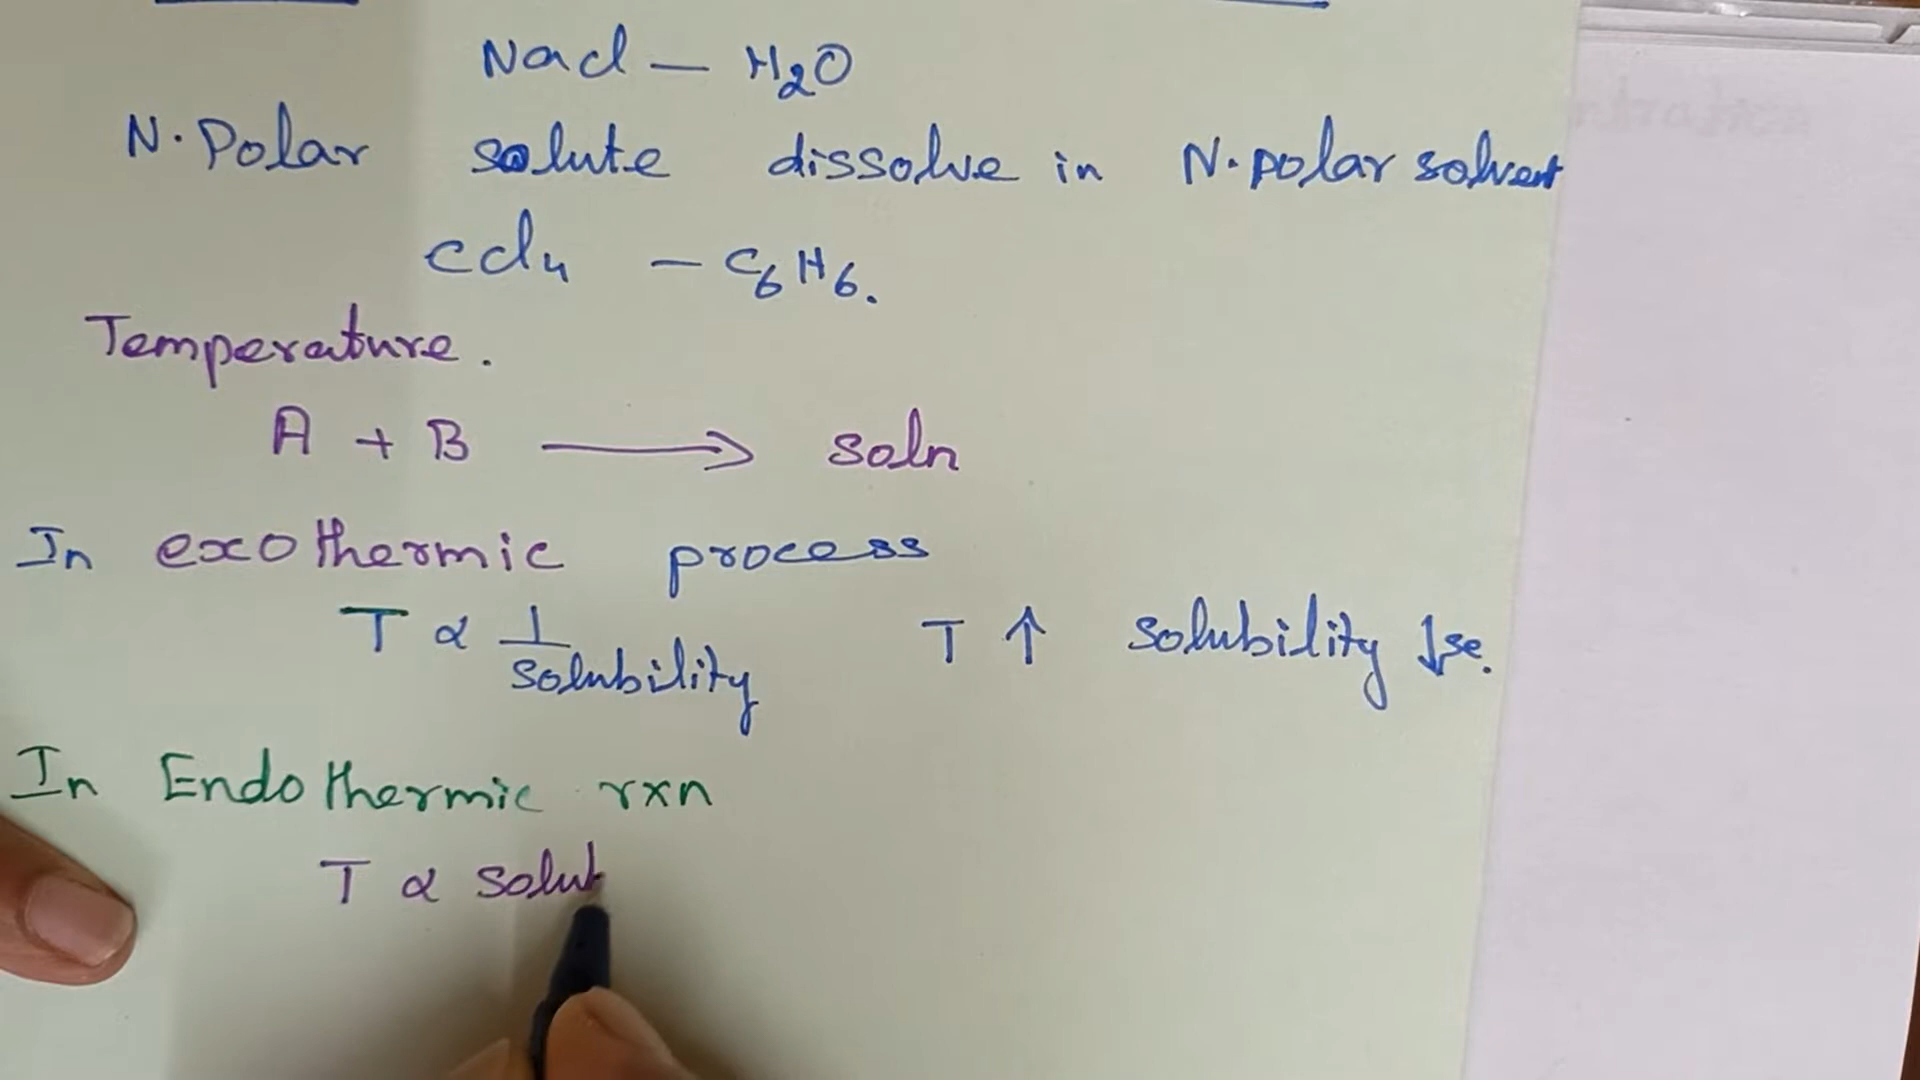 NaCl — H2O
N. Polar solute dissolve in N. polar solvent
CCl4 — C6H6.
Temperature.
A + B ⟶ soln
In exothermic process
T ∝ 1/solubility T ↑ solubility ↓se.
In Endothermic rxn
T ∝ solub